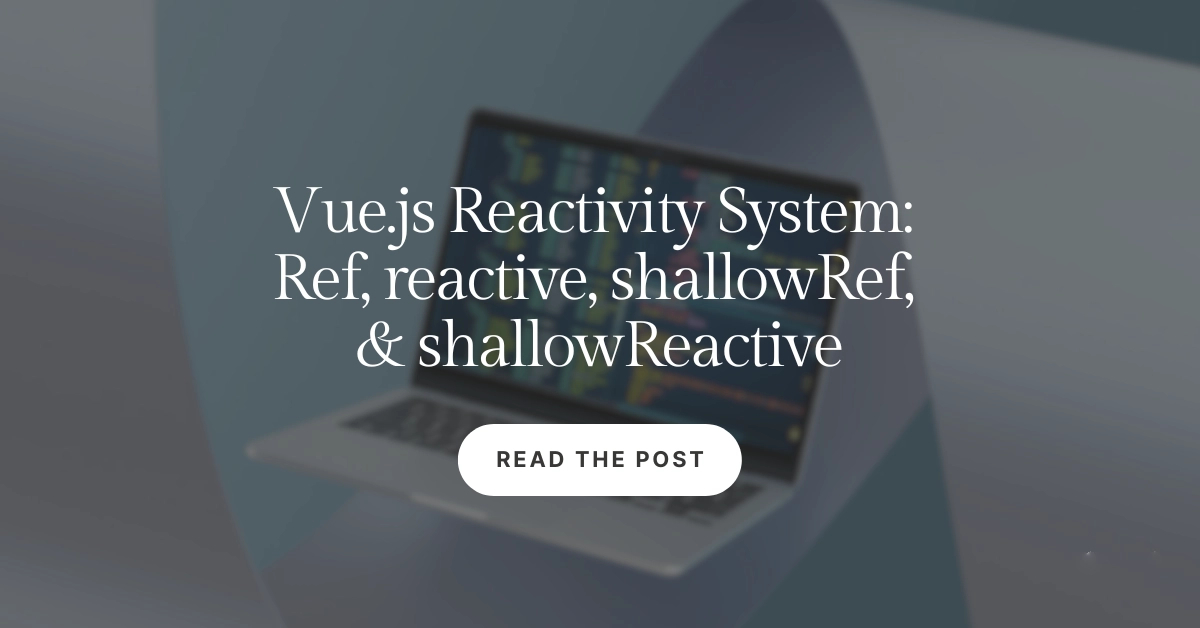 Vue.js Reactivity System:
Ref, reactive, shallowRef,
& shallowReactive
READ THE POST